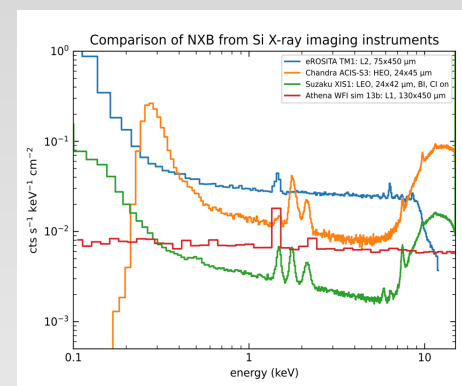 Comparison of NXB from Si X-ray imaging instruments
eROSITA TM1: L2, 75x450 μm
Chandra ACIS-S3: HEO, 24x45 μm
Suzaku XIS1: LEO, 24x42 μm, BI, CI on
Athena WFI sim 13b: L1, 130x450 μm
cts s⁻¹ keV⁻¹ cm⁻²
10⁰
10⁻¹
10⁻²
10⁻³
0.1 1 10
energy (keV)